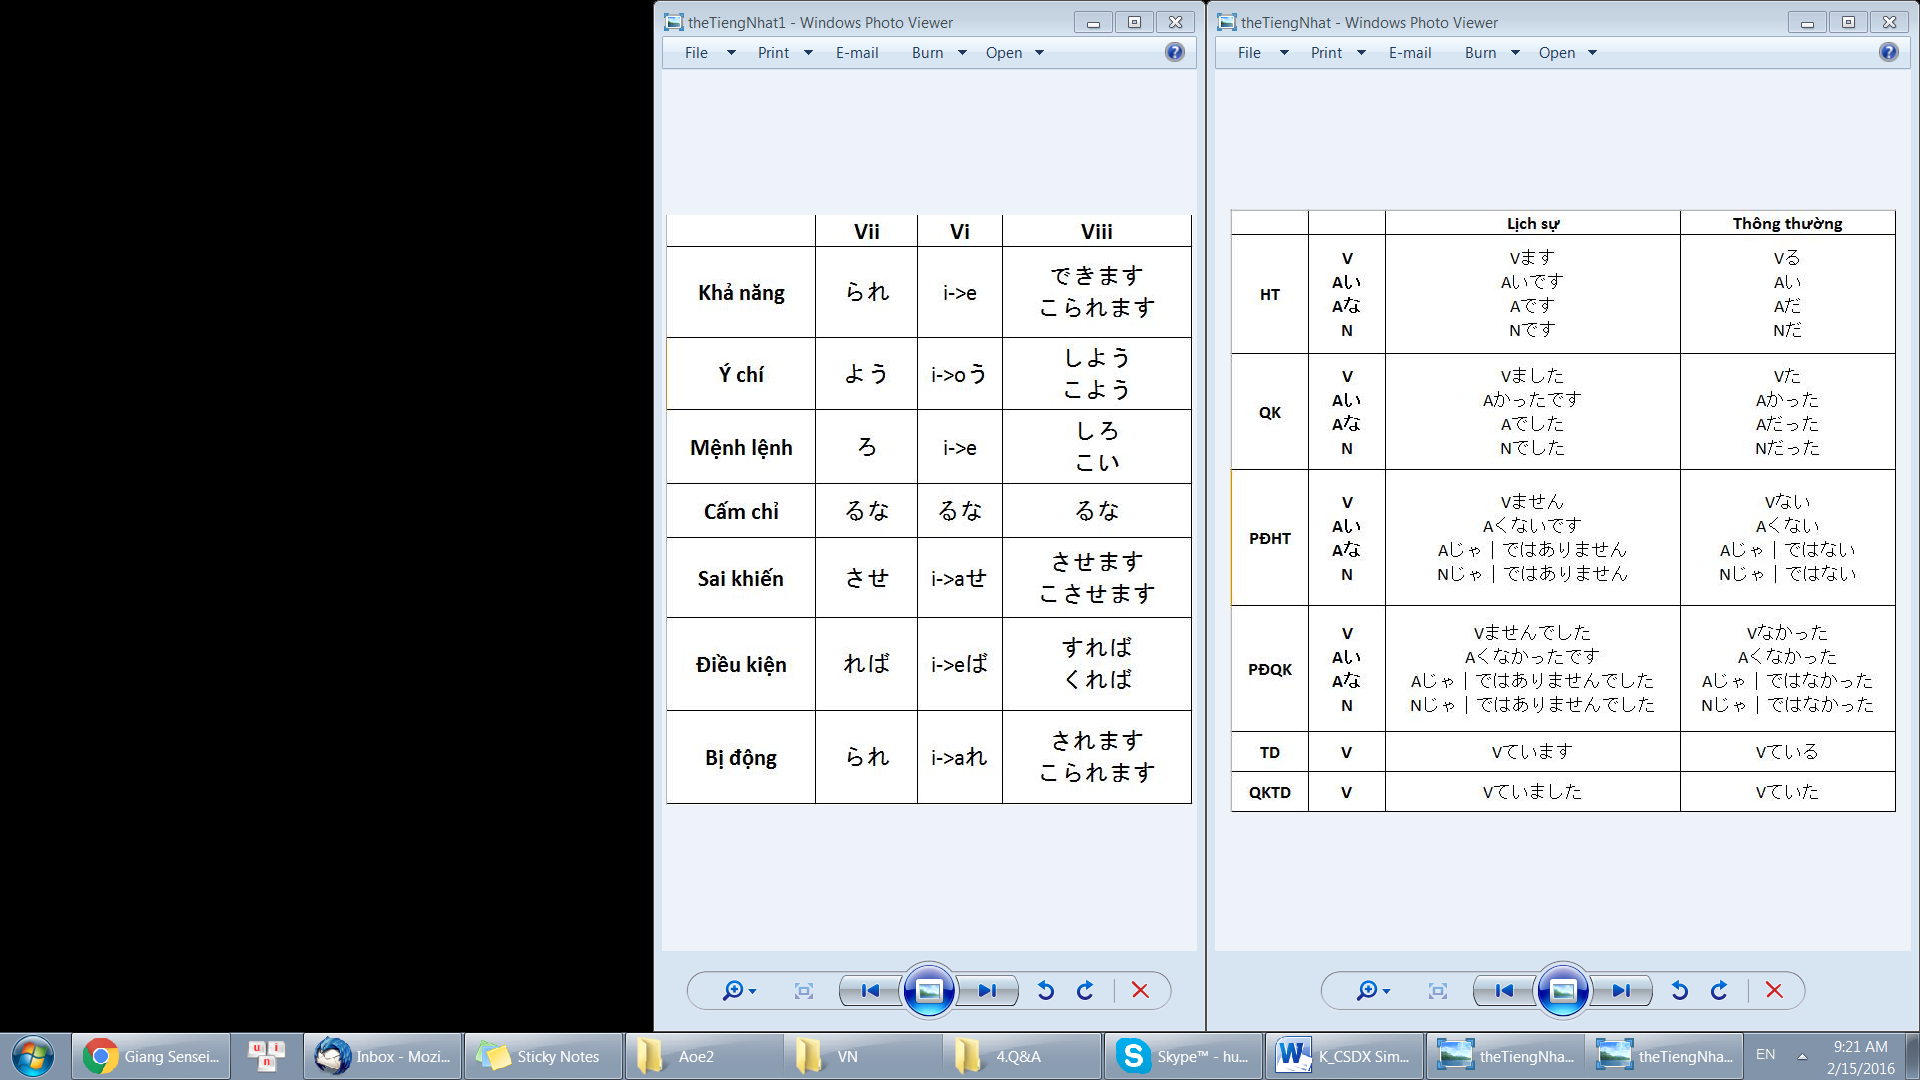 theTiengNhat1 - Windows Photo Viewer
File Print E-mail Burn Open
Vii Vi Viii
Khả năng られ i->e できます
こられます
Ý chí よう i->oう しよう
こよう
Mệnh lệnh ろ i->e しろ
こい
Cấm chỉ るな るな るな
Sai khiến させ i->aせ させます
こさせます
Điều kiện れば i->eば すれば
くれば
Bị động られ i->aれ されます
こられます
theTiengNhat - Windows Photo Viewer
File Print E-mail Burn Open
Lịch sự Thông thường
HT
V Vます Vる
Aい Aいです Aい
Aな Aです Aだ
N Nです Nだ
QK
V Vました Vた
Aい Aかったです Aかった
Aな Aでした Aだった
N Nでした Nだった
PĐHT
V Vません Vない
Aい Aくないです Aくない
Aな Aじゃ｜ではありません Aじゃ｜ではない
N Nじゃ｜ではありません Nじゃ｜ではない
PĐQK
V Vませんでした Vなかった
Aい Aくなかったです Aくなかった
Aな Aじゃ｜ではありませんでした Aじゃ｜ではなかった
N Nじゃ｜ではありませんでした Nじゃ｜ではなかった
TD V Vています Vている
QKTD V Vていました Vていた
Giang Sensei... u i n Inbox - Mozi... Sticky Notes Aoe2 VN 4.Q&A Skype™ - hu... K_CSDX Sim... theTiengNha... theTiengNha... EN 9:21 AM
2/15/2016